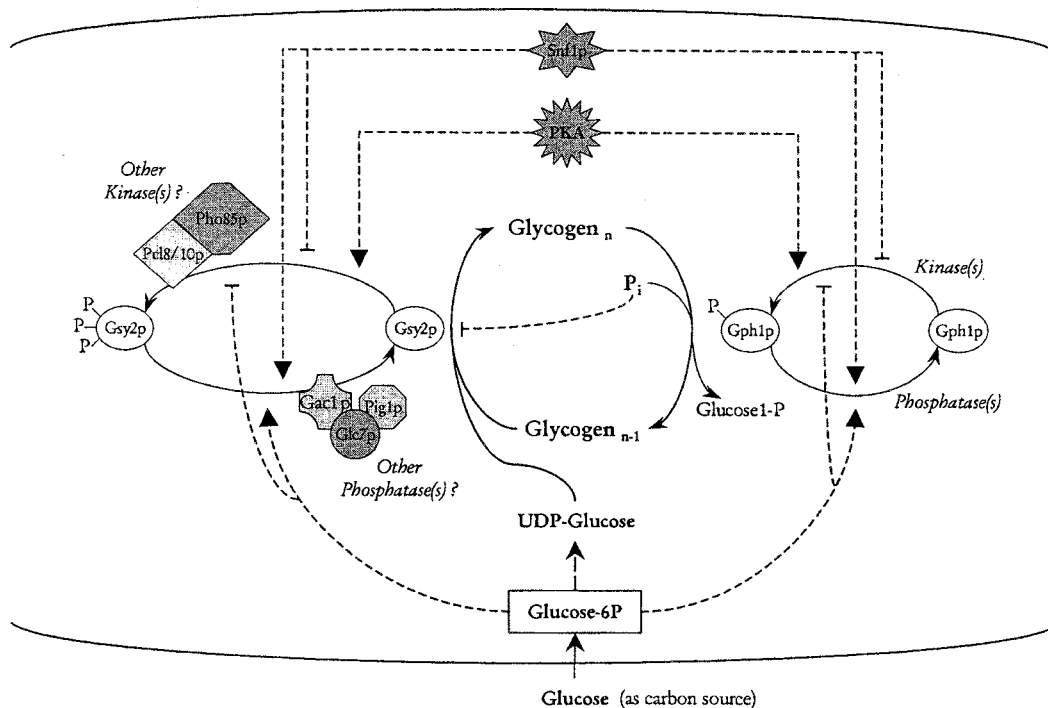 Snf1p
PKA
Other
Kinase(s) ?
Pho85p
Pcl8/10p
P
P
P
Gsy2p
Gsy2p
Gac1p
Pig1p
Glc7p
Other
Phosphatase(s) ?
Glycogen n
Pi
Glycogen n-1
Glucose1-P
UDP-Glucose
P
Gph1p
Gph1p
Kinase(s)
Phosphatase(s)
Glucose-6P
Glucose (as carbon source)